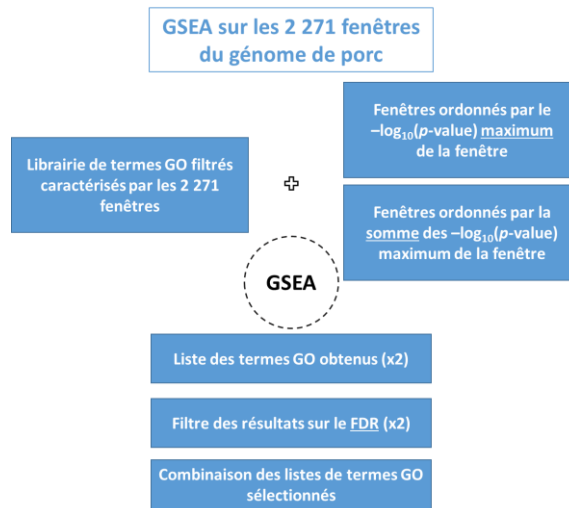 GSEA sur les 2 271 fenêtres
du génome de porc
Librairie de termes GO filtrés
caractérisés par les 2 271
fenêtres
Fenêtres ordonnés par le
–log₁₀(p-value) maximum
de la fenêtre
Fenêtres ordonnés par la
somme des –log₁₀(p-value)
maximum de la fenêtre
GSEA
Liste des termes GO obtenus (x2)
Filtre des résultats sur le FDR (x2)
Combinaison des listes de termes GO
sélectionnés